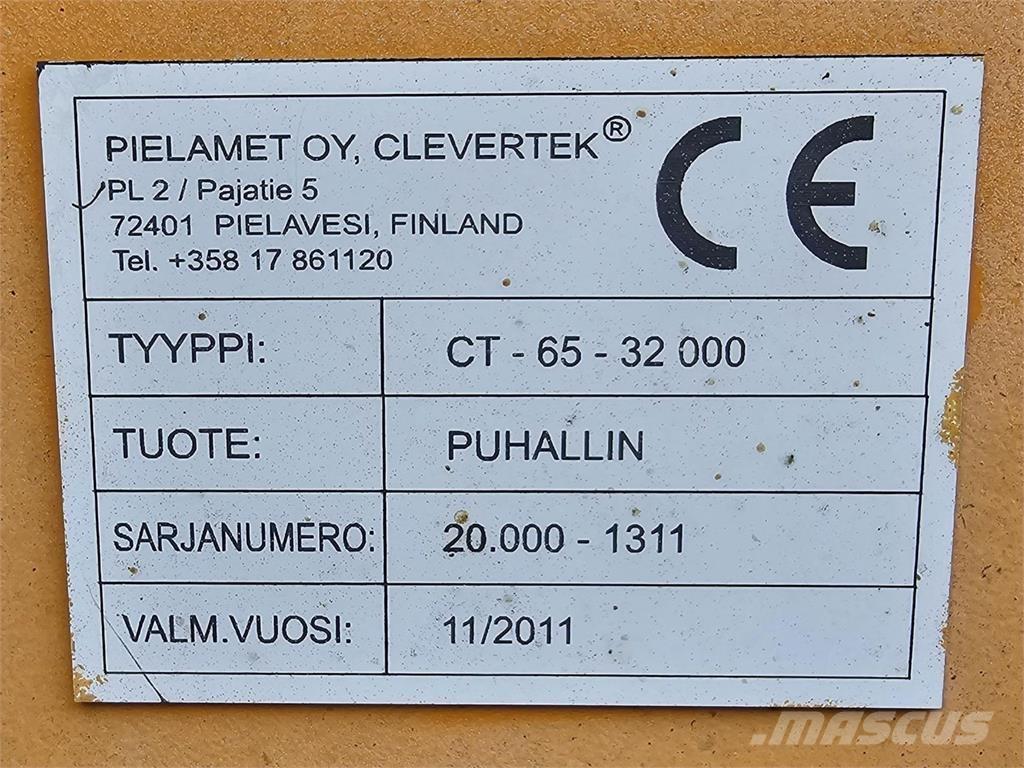 PIELAMET OY, CLEVERTEK®
PL 2 / Pajatie 5
72401 PIELAVESI, FINLAND
Tel. +358 17 861120
CE
TYYPPI: CT - 65 - 32 000
TUOTE: PUHALLIN
SARJANUMERO: 20.000 - 1311
VALM.VUOSI: 11/2011
MASCUS